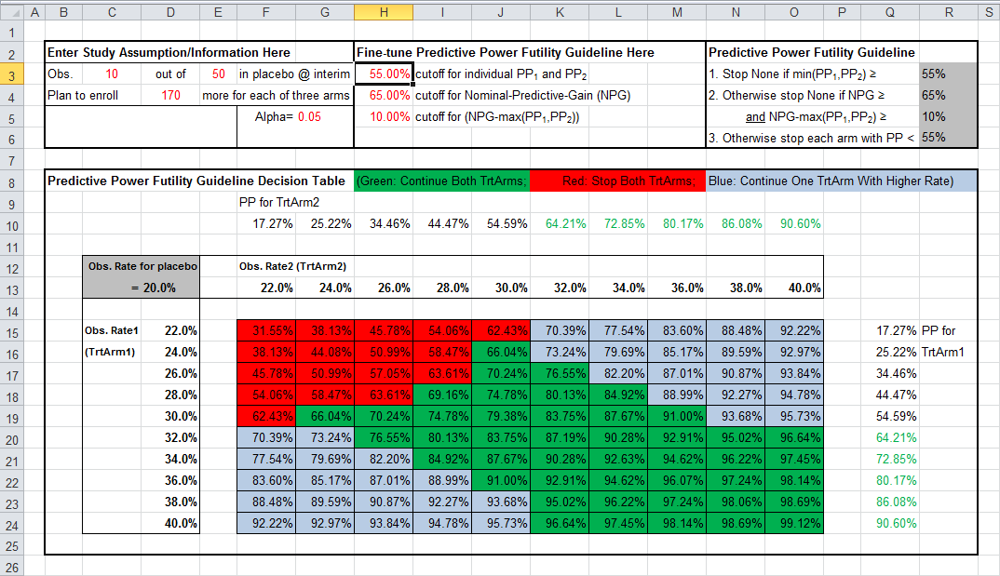 A B C D E F G H I J K L M N O P Q R S
1
2 Enter Study Assumption/Information Here Fine-tune Predictive Power Futility Guideline Here Predictive Power Futility Guideline
3 Obs. 10 out of 50 in placebo @ interim 55.00% cutoff for individual PP₁ and PP₂ 1. Stop None if min(PP₁,PP₂) ≥ 55%
4 Plan to enroll 170 more for each of three arms 65.00% cutoff for Nominal-Predictive-Gain (NPG) 2. Otherwise stop None if NPG ≥ 65%
5 Alpha= 0.05 10.00% cutoff for (NPG-max(PP₁,PP₂)) and NPG-max(PP₁,PP₂) ≥ 10%
6 3. Otherwise stop each arm with PP < 55%
7
8 Predictive Power Futility Guideline Decision Table (Green: Continue Both TrtArms; Red: Stop Both TrtArms; Blue: Continue One TrtArm With Higher Rate)
9 PP for TrtArm2
10 17.27% 25.22% 34.46% 44.47% 54.59% 64.21% 72.85% 80.17% 86.08% 90.60%
11
12 Obs. Rate for placebo Obs. Rate2 (TrtArm2)
13 = 20.0% 22.0% 24.0% 26.0% 28.0% 30.0% 32.0% 34.0% 36.0% 38.0% 40.0%
14
15 Obs. Rate1 22.0% 31.55% 38.13% 45.78% 54.06% 62.43% 70.39% 77.54% 83.60% 88.48% 92.22% 17.27% PP for
16 (TrtArm1) 24.0% 38.13% 44.08% 50.99% 58.47% 66.04% 73.24% 79.69% 85.17% 89.59% 92.97% 25.22% TrtArm1
17 26.0% 45.78% 50.99% 57.05% 63.61% 70.24% 76.55% 82.20% 87.01% 90.87% 93.84% 34.46%
18 28.0% 54.06% 58.47% 63.61% 69.16% 74.78% 80.13% 84.92% 88.99% 92.27% 94.78% 44.47%
19 30.0% 62.43% 66.04% 70.24% 74.78% 79.38% 83.75% 87.67% 91.00% 93.68% 95.73% 54.59%
20 32.0% 70.39% 73.24% 76.55% 80.13% 83.75% 87.19% 90.28% 92.91% 95.02% 96.64% 64.21%
21 34.0% 77.54% 79.69% 82.20% 84.92% 87.67% 90.28% 92.63% 94.62% 96.22% 97.45% 72.85%
22 36.0% 83.60% 85.17% 87.01% 88.99% 91.00% 92.91% 94.62% 96.07% 97.24% 98.14% 80.17%
23 38.0% 88.48% 89.59% 90.87% 92.27% 93.68% 95.02% 96.22% 97.24% 98.06% 98.69% 86.08%
24 40.0% 92.22% 92.97% 93.84% 94.78% 95.73% 96.64% 97.45% 98.14% 98.69% 99.12% 90.60%
25
26